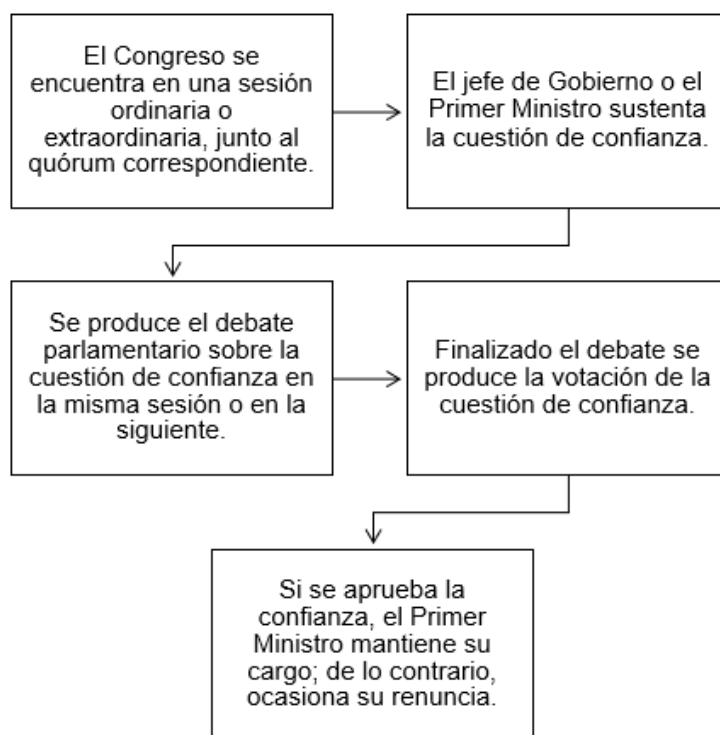 El Congreso se
encuentra en una sesión
ordinaria o
extraordinaria, junto al
quórum correspondiente.
El jefe de Gobierno o el
Primer Ministro sustenta
la cuestión de confianza.
Se produce el debate
parlamentario sobre la
cuestión de confianza en
la misma sesión o en la
siguiente.
Finalizado el debate se
produce la votación de la
cuestión de confianza.
Si se aprueba la
confianza, el Primer
Ministro mantiene su
cargo; de lo contrario,
ocasiona su renuncia.